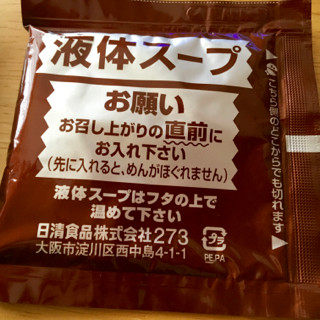 液体スープ
お願い
お召し上がりの直前に
お入れ下さい
(先に入れると、めんがほぐれません)
液体スープはフタの上で
温めて下さい
日清食品株式会社273
大阪市淀川区西中島4-1-1
プラ
PE,PA
こちら側のどこからでも切れます